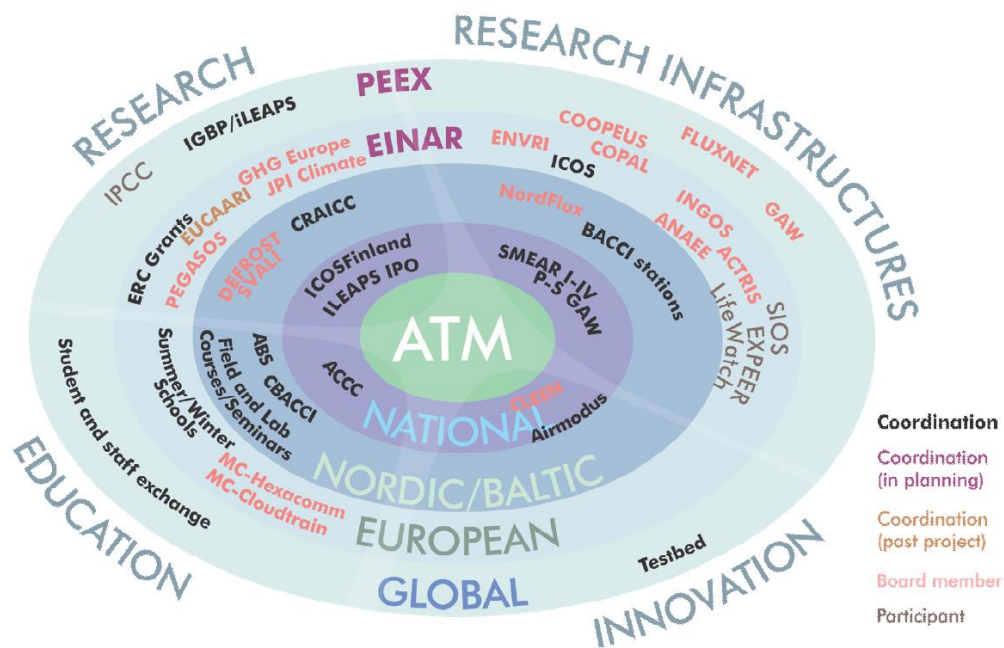 RESEARCH
RESEARCH INFRASTRUCTURES
PEEX
IGBP/iLEAPS
IPCC
EINAR
GHG Europe
JPI Climate
EUCAARI
ERC Grants
PEGASOS
CRAICC
DEFROST
SVALI
ICOSFinland
iLEAPS IPO
ENVRI
COOPEUS
COPAL
FLUXNET
ICOS
NordFlux
INGOS
GAW
ANAEE
ACTRIS
BACCI stations
SMEAR I-IV
P-S GAW
LifeWatch
SIOS
EXPEER
ATM
ACCC
ABS CBACCI
Field and Lab
Courses/Seminars
Summer/Winter
Schools
Student and staff exchange
MC-Hexacomm
MC-Cloudtrain
CLEEN
Airmodus
Testbed
NATIONAL
NORDIC/BALTIC
EUROPEAN
GLOBAL
EDUCATION
INNOVATION
Coordination
Coordination
(in planning)
Coordination
(past project)
Board member
Participant